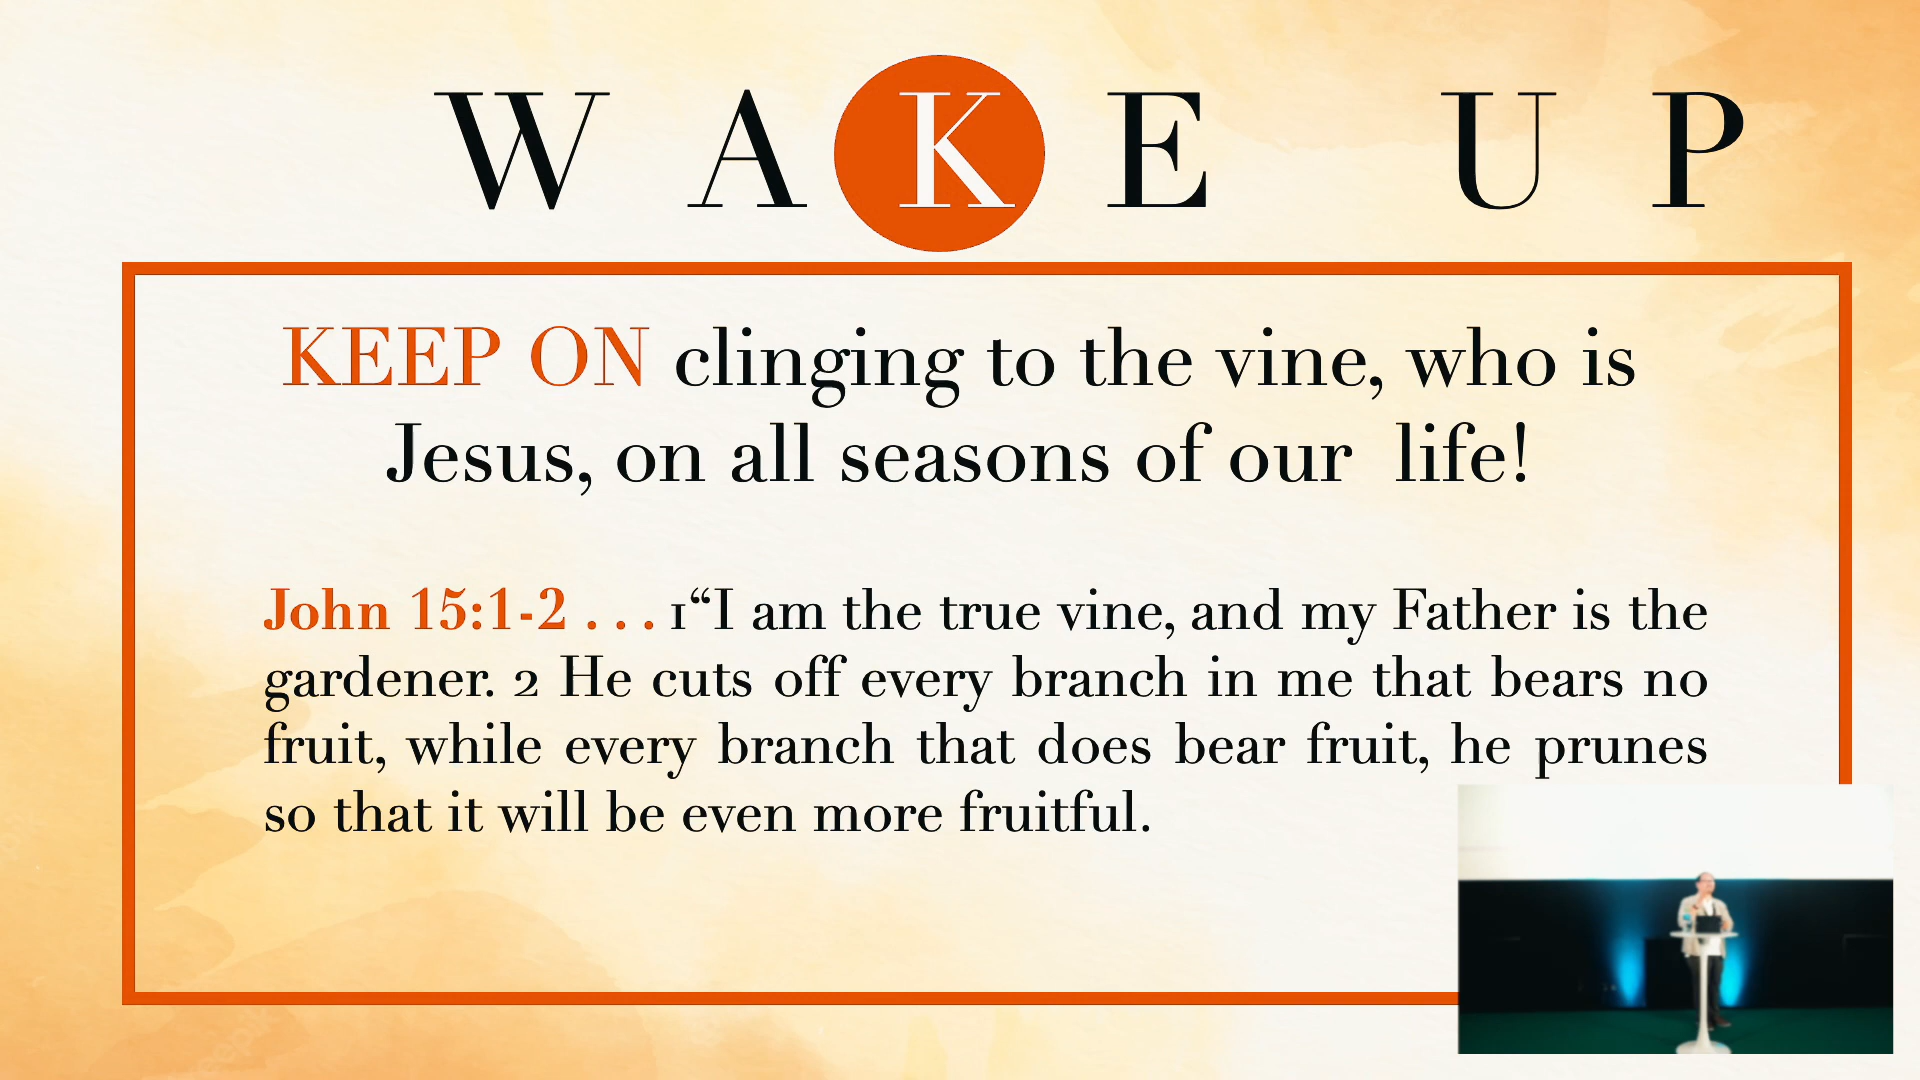 WAKE UP
KEEP ON clinging to the vine, who is
Jesus, on all seasons of our life!
John 15:1-2 . . . 1“I am the true vine, and my Father is the
gardener. 2 He cuts off every branch in me that bears no
fruit, while every branch that does bear fruit, he prunes
so that it will be even more fruitful.